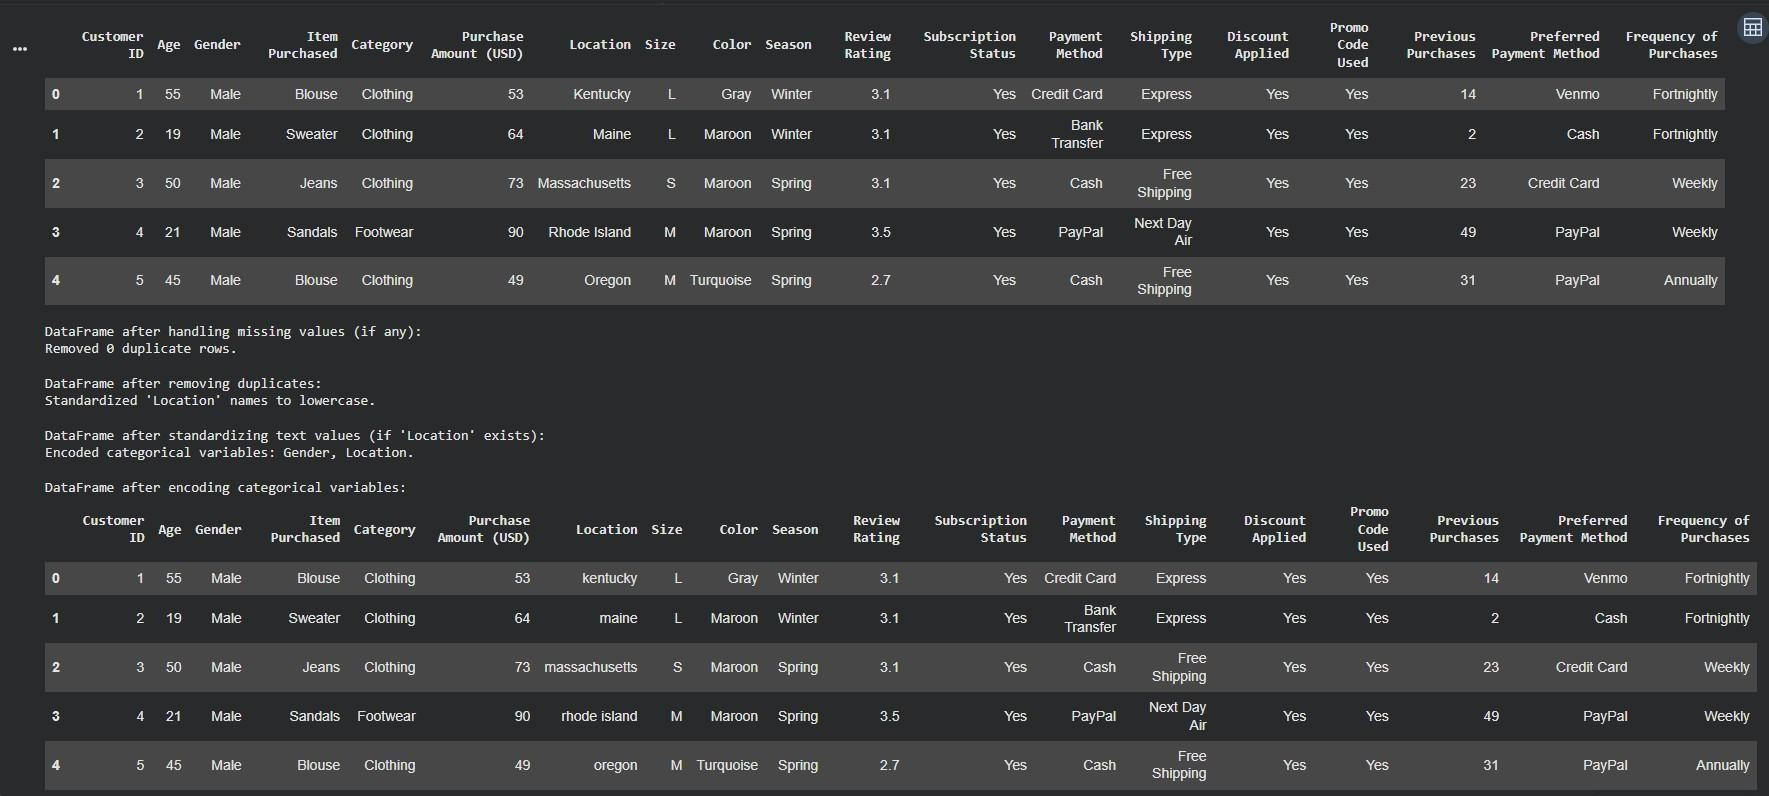 Customer ID Age Gender Item Purchased Category Purchase Amount (USD) Location Size Color Season Review Rating Subscription Status Payment Method Shipping Type Discount Applied Promo Code Used Previous Purchases Preferred Payment Method Frequency of Purchases
0 1 55 Male Blouse Clothing 53 Kentucky L Gray Winter 3.1 Yes Credit Card Express Yes Yes 14 Venmo Fortnightly
1 2 19 Male Sweater Clothing 64 Maine L Maroon Winter 3.1 Yes Bank Transfer Express Yes Yes 2 Cash Fortnightly
2 3 50 Male Jeans Clothing 73 Massachusetts S Maroon Spring 3.1 Yes Cash Free Shipping Yes Yes 23 Credit Card Weekly
3 4 21 Male Sandals Footwear 90 Rhode Island M Maroon Spring 3.5 Yes PayPal Next Day Air Yes Yes 49 PayPal Weekly
4 5 45 Male Blouse Clothing 49 Oregon M Turquoise Spring 2.7 Yes Cash Free Shipping Yes Yes 31 PayPal Annually
DataFrame after handling missing values (if any):
Removed 0 duplicate rows.
DataFrame after removing duplicates:
Standardized 'Location' names to lowercase.
DataFrame after standardizing text values (if 'Location' exists):
Encoded categorical variables: Gender, Location.
DataFrame after encoding categorical variables:
Customer ID Age Gender Item Purchased Category Purchase Amount (USD) Location Size Color Season Review Rating Subscription Status Payment Method Shipping Type Discount Applied Promo Code Used Previous Purchases Preferred Payment Method Frequency of Purchases
0 1 55 Male Blouse Clothing 53 kentucky L Gray Winter 3.1 Yes Credit Card Express Yes Yes 14 Venmo Fortnightly
1 2 19 Male Sweater Clothing 64 maine L Maroon Winter 3.1 Yes Bank Transfer Express Yes Yes 2 Cash Fortnightly
2 3 50 Male Jeans Clothing 73 massachusetts S Maroon Spring 3.1 Yes Cash Free Shipping Yes Yes 23 Credit Card Weekly
3 4 21 Male Sandals Footwear 90 rhode island M Maroon Spring 3.5 Yes PayPal Next Day Air Yes Yes 49 PayPal Weekly
4 5 45 Male Blouse Clothing 49 oregon M Turquoise Spring 2.7 Yes Cash Free Shipping Yes Yes 31 PayPal Annually